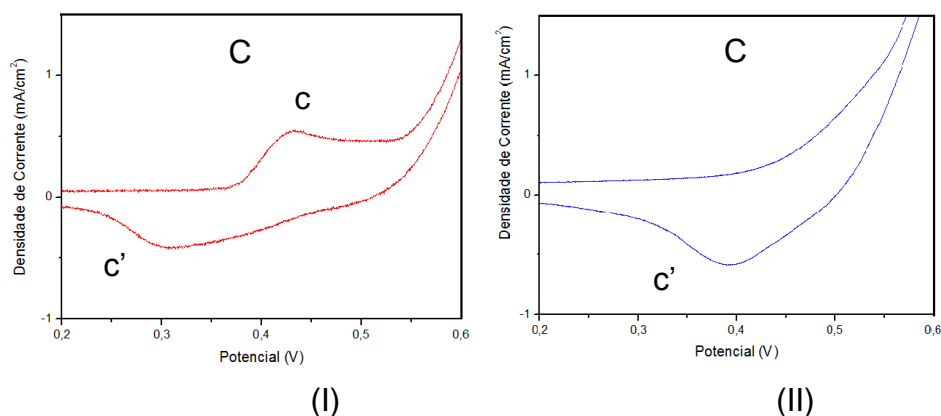 C
c
c'
Densidade de Corrente (mA/cm²)
1
0
-1
0,2
0,3
0,4
0,5
0,6
Potencial (V)
(I)
C
c'
Densidade de Corrente (mA/cm²)
1
0
-1
0,2
0,3
0,4
0,5
0,6
Potencial (V)
(II)